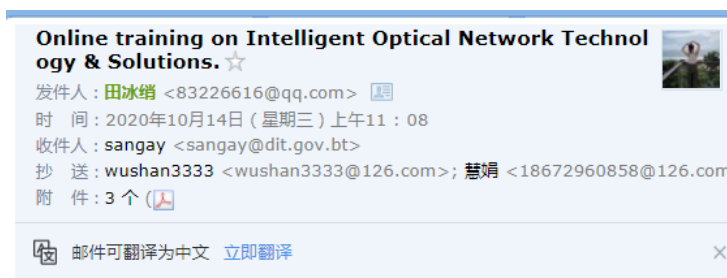 Online training on Intelligent Optical Network Technol
ogy & Solutions. ☆
发件人：田冰绡 <83226616@qq.com>
时 间：2020年10月14日 ( 星期三 ) 上午11：08
收件人：sangay <sangay@dit.gov.bt>
抄 送：wushan3333 <wushan3333@126.com>; 慧娟 <18672960858@126.com
附 件：3 个 (
邮件可翻译为中文 立即翻译